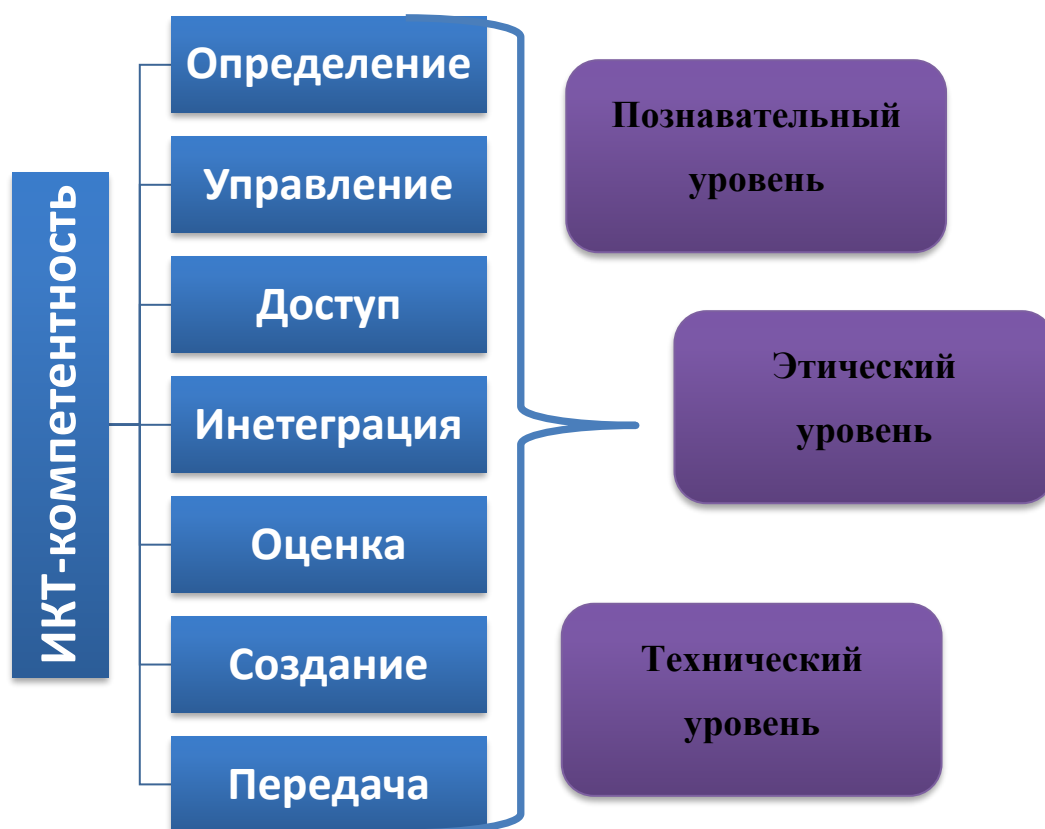 ИКТ-компетентность
Определение
Управление
Доступ
Инетеграция
Оценка
Создание
Передача
Познавательный
уровень
Этический
уровень
Технический
уровень